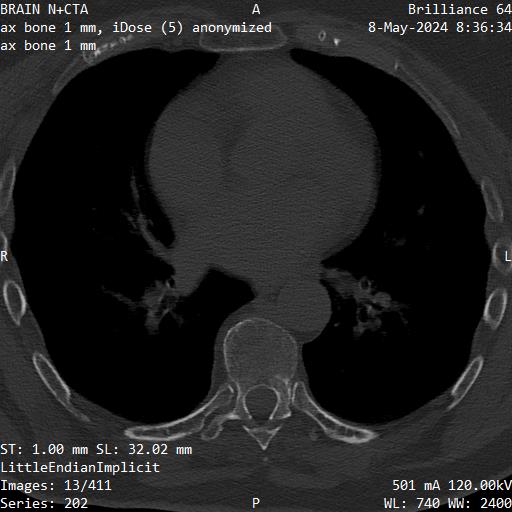 BRAIN N+CTA
A
Brilliance 64
ax bone 1 mm, iDose (5) anonymized
8-May-2024 8:36:34
ax bone 1 mm
R
L
ST: 1.00 mm SL: 32.02 mm
LittleEndianImplicit
Images: 13/411
501 mA 120.00kV
Series: 202
P
WL: 740 WW: 2400